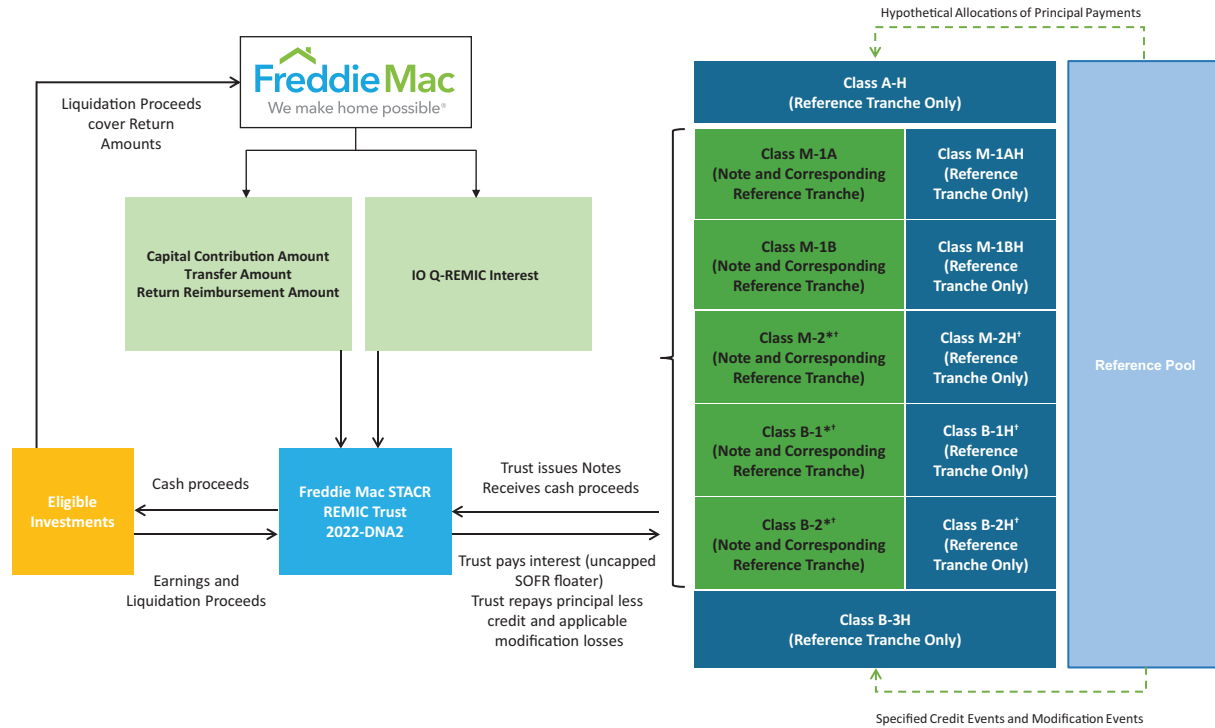 Hypothetical Allocations of Principal Payments
Freddie Mac
We make home possible®
Liquidation Proceeds
cover Return
Amounts
Capital Contribution Amount
Transfer Amount
Return Reimbursement Amount
IO Q-REMIC Interest
Eligible
Investments
Cash proceeds
Earnings and
Liquidation Proceeds
Freddie Mac STACR
REMIC Trust
2022-DNA2
Trust issues Notes
Receives cash proceeds
Trust pays interest (uncapped
SOFR floater)
Trust repays principal less
credit and applicable
modification losses
Class A-H
(Reference Tranche Only)
Class M-1A
(Note and Corresponding
Reference Tranche)
Class M-1AH
(Reference
Tranche Only)
Class M-1B
(Note and Corresponding
Reference Tranche)
Class M-1BH
(Reference
Tranche Only)
Class M-2*†
(Note and Corresponding
Reference Tranche)
Class M-2H†
(Reference
Tranche Only)
Class B-1*†
(Note and Corresponding
Reference Tranche)
Class B-1H†
(Reference
Tranche Only)
Class B-2*†
(Note and Corresponding
Reference Tranche)
Class B-2H†
(Reference
Tranche Only)
Class B-3H
(Reference Tranche Only)
Reference Pool
Specified Credit Events and Modification Events